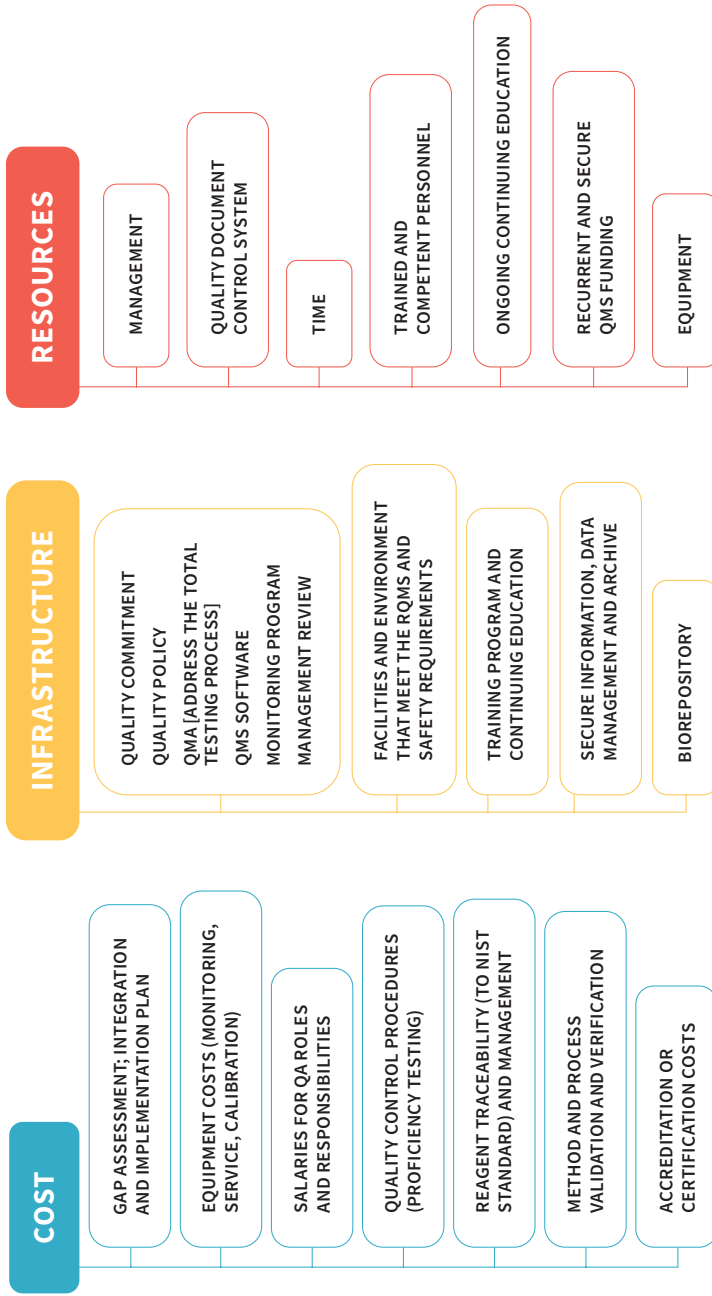 COST
GAP ASSESSMENT; INTEGRATION
AND IMPLEMENTATION PLAN
EQUIPMENT COSTS (MONITORING,
SERVICE, CALIBRATION)
SALARIES FOR QA ROLES
AND RESPONSIBILITIES
QUALITY CONTROL PROCEDURES
(PROFICIENCY TESTING)
REAGENT TRACEABILITY (TO NIST
STANDARD) AND MANAGEMENT
METHOD AND PROCESS
VALIDATION AND VERIFICATION
ACCREDITATION OR
CERTIFICATION COSTS
INFRASTRUCTURE
QUALITY COMMITMENT
QUALITY POLICY
QMA [ADDRESS THE TOTAL
TESTING PROCESS]
QMS SOFTWARE
MONITORING PROGRAM
MANAGEMENT REVIEW
FACILITIES AND ENVIRONMENT
THAT MEET THE RQMS AND
SAFETY REQUIREMENTS
TRAINING PROGRAM AND
CONTINUING EDUCATION
SECURE INFORMATION, DATA
MANAGEMENT AND ARCHIVE
BIOREPOSITORY
RESOURCES
MANAGEMENT
QUALITY DOCUMENT
CONTROL SYSTEM
TIME
TRAINED AND
COMPETENT PERSONNEL
ONGOING CONTINUING EDUCATION
RECURRENT AND SECURE
QMS FUNDING
EQUIPMENT